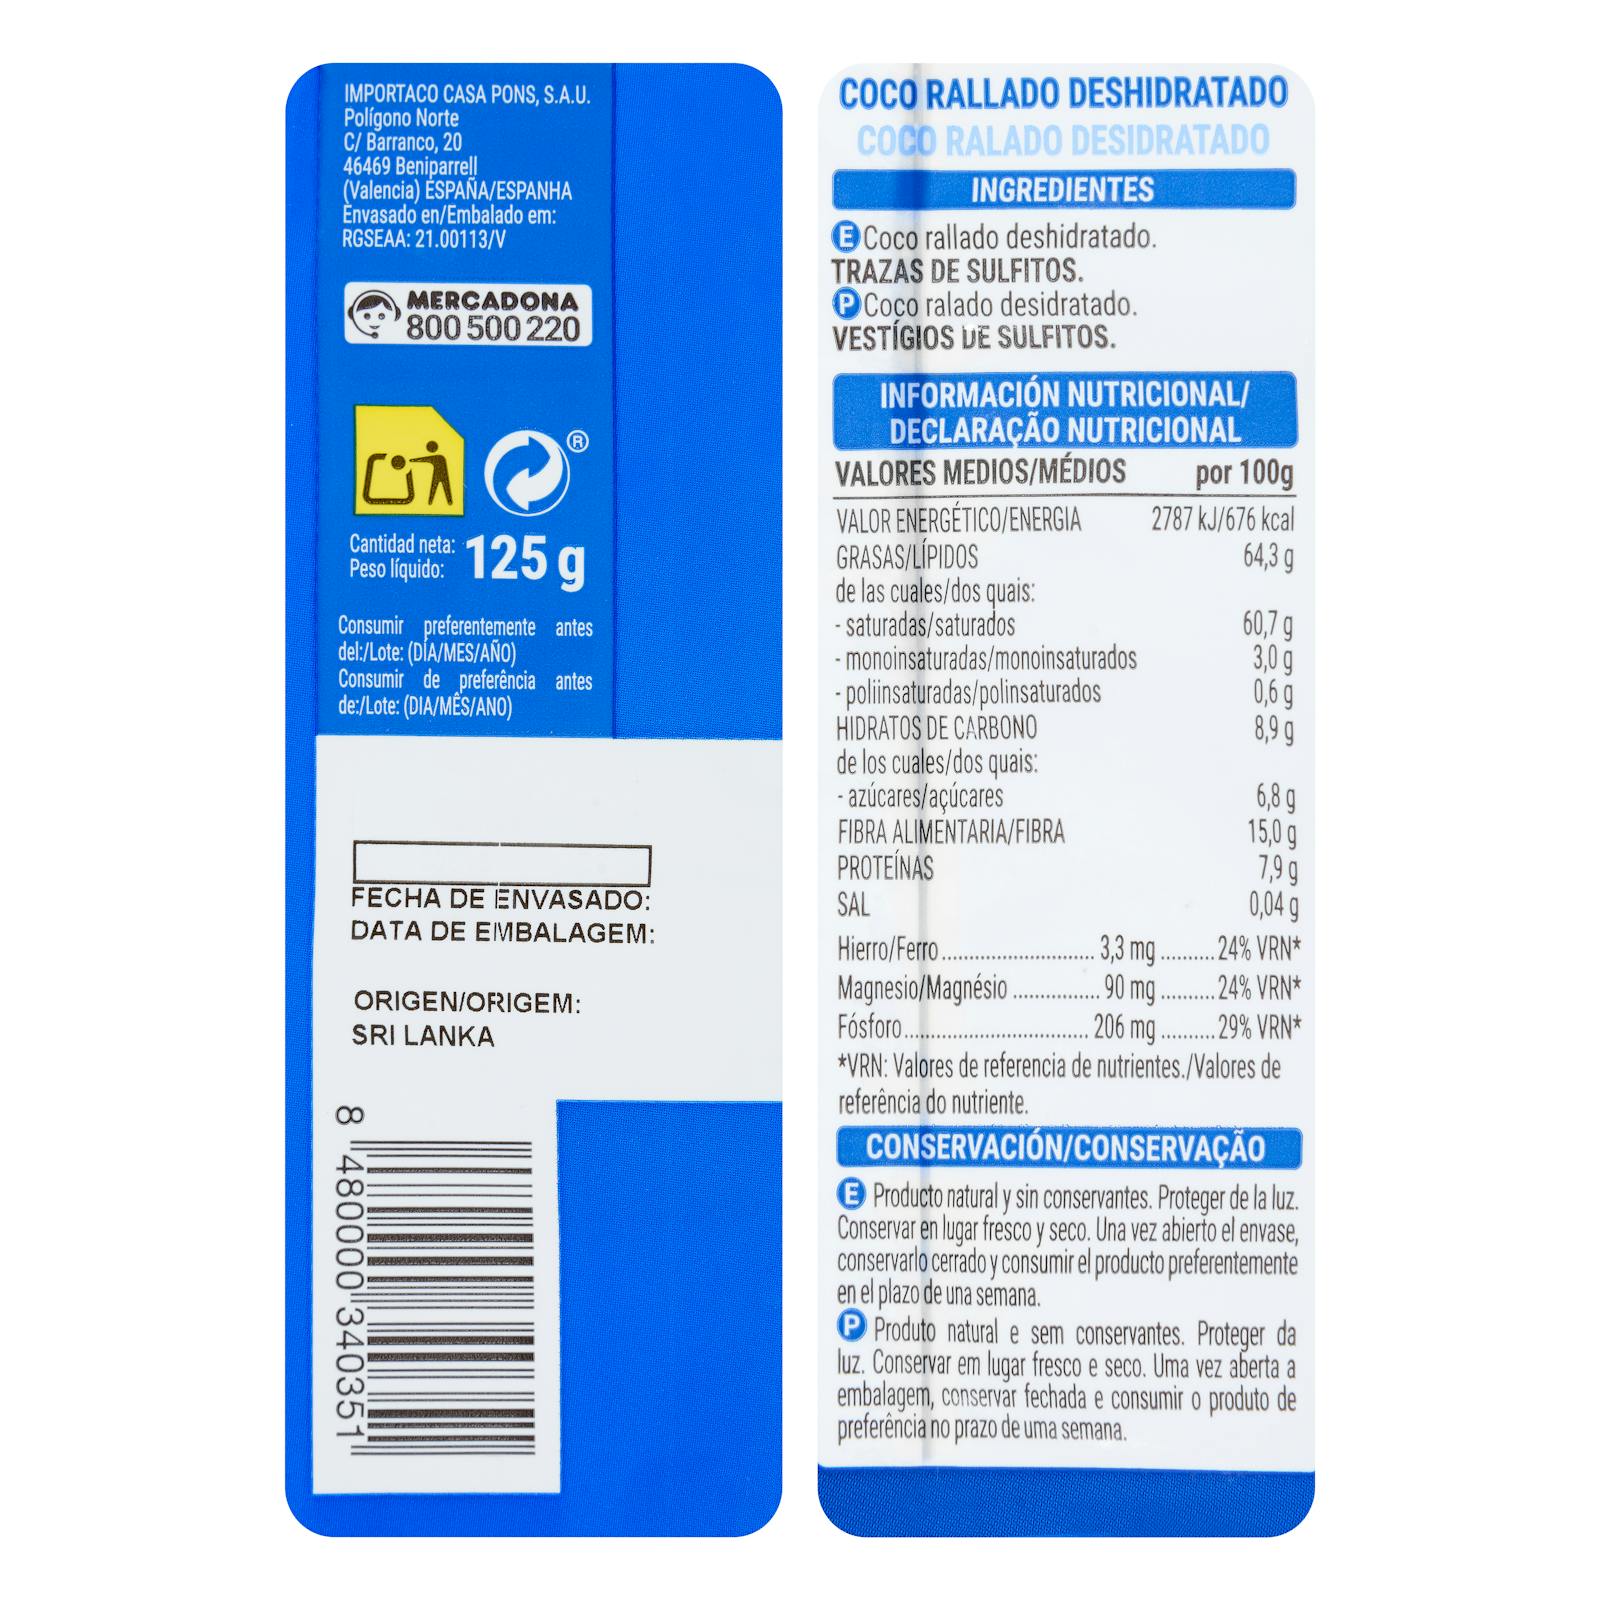 IMPORTACO CASA PONS, S.A.U.
Polígono Norte
C/ Barranco, 20
46469 Beniparrell
(Valencia) ESPAÑA/ESPANHA
Envasado en/Embalado em:
RGSEAA: 21.00113/V
MERCADONA
800 500 220
®
Cantidad neta:
Peso líquido:
125 g
Consumir preferentemente antes
del:/Lote: (DÍA/MES/AÑO)
Consumir de preferência antes
de:/Lote: (DIA/MÊS/ANO)
FECHA DE ENVASADO:
DATA DE EMBALAGEM:
ORIGEN/ORIGEM:
SRI LANKA
8 480000 340351
COCO RALLADO DESHIDRATADO
COCO RALADO DESIDRATADO
INGREDIENTES
E Coco rallado deshidratado.
TRAZAS DE SULFITOS.
P Coco ralado desidratado.
VESTÍGIOS DE SULFITOS.
INFORMACIÓN NUTRICIONAL/
DECLARAÇÃO NUTRICIONAL
VALORES MEDIOS/MÉDIOS por 100g
VALOR ENERGÉTICO/ENERGIA 2787 kJ/676 kcal
GRASAS/LÍPIDOS 64,3 g
de las cuales/dos quais:
- saturadas/saturados 60,7 g
- monoinsaturadas/monoinsaturados 3,0 g
- poliinsaturadas/polinsaturados 0,6 g
HIDRATOS DE CARBONO 8,9 g
de los cuales/dos quais:
- azúcares/açúcares 6,8 g
FIBRA ALIMENTARIA/FIBRA 15,0 g
PROTEÍNAS 7,9 g
SAL 0,04 g
Hierro/Ferro............................ 3,3 mg .......... 24% VRN*
Magnesio/Magnésio ................ 90 mg .......... 24% VRN*
Fósforo.................................. 206 mg .......... 29% VRN*
*VRN: Valores de referencia de nutrientes./Valores de
referência do nutriente.
CONSERVACIÓN/CONSERVAÇÃO
E Producto natural y sin conservantes. Proteger de la luz.
Conservar en lugar fresco y seco. Una vez abierto el envase,
conservarlo cerrado y consumir el producto preferentemente
en el plazo de una semana.
P Produto natural e sem conservantes. Proteger da
luz. Conservar em lugar fresco e seco. Uma vez aberta a
embalagem, conservar fechada e consumir o produto de
preferência no prazo de uma semana.